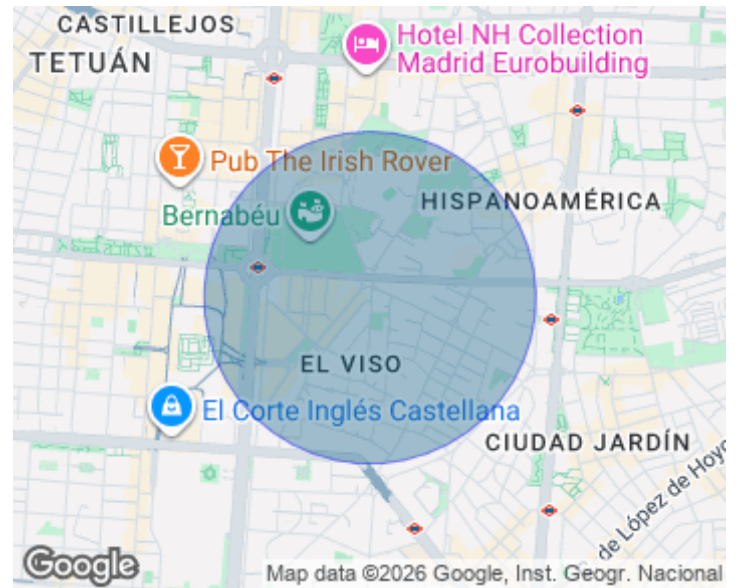 CASTILLEJOS
TETUÁN
Hotel NH Collection
Madrid Eurobuilding
Pub The Irish Rover
Bernabéu
HISPANOAMÉRICA
EL VISO
El Corte Inglés Castellana
CIUDAD JARDÍN
de López de Hoyo
Google
Map data ©2026 Google, Inst. Geogr. Nacional